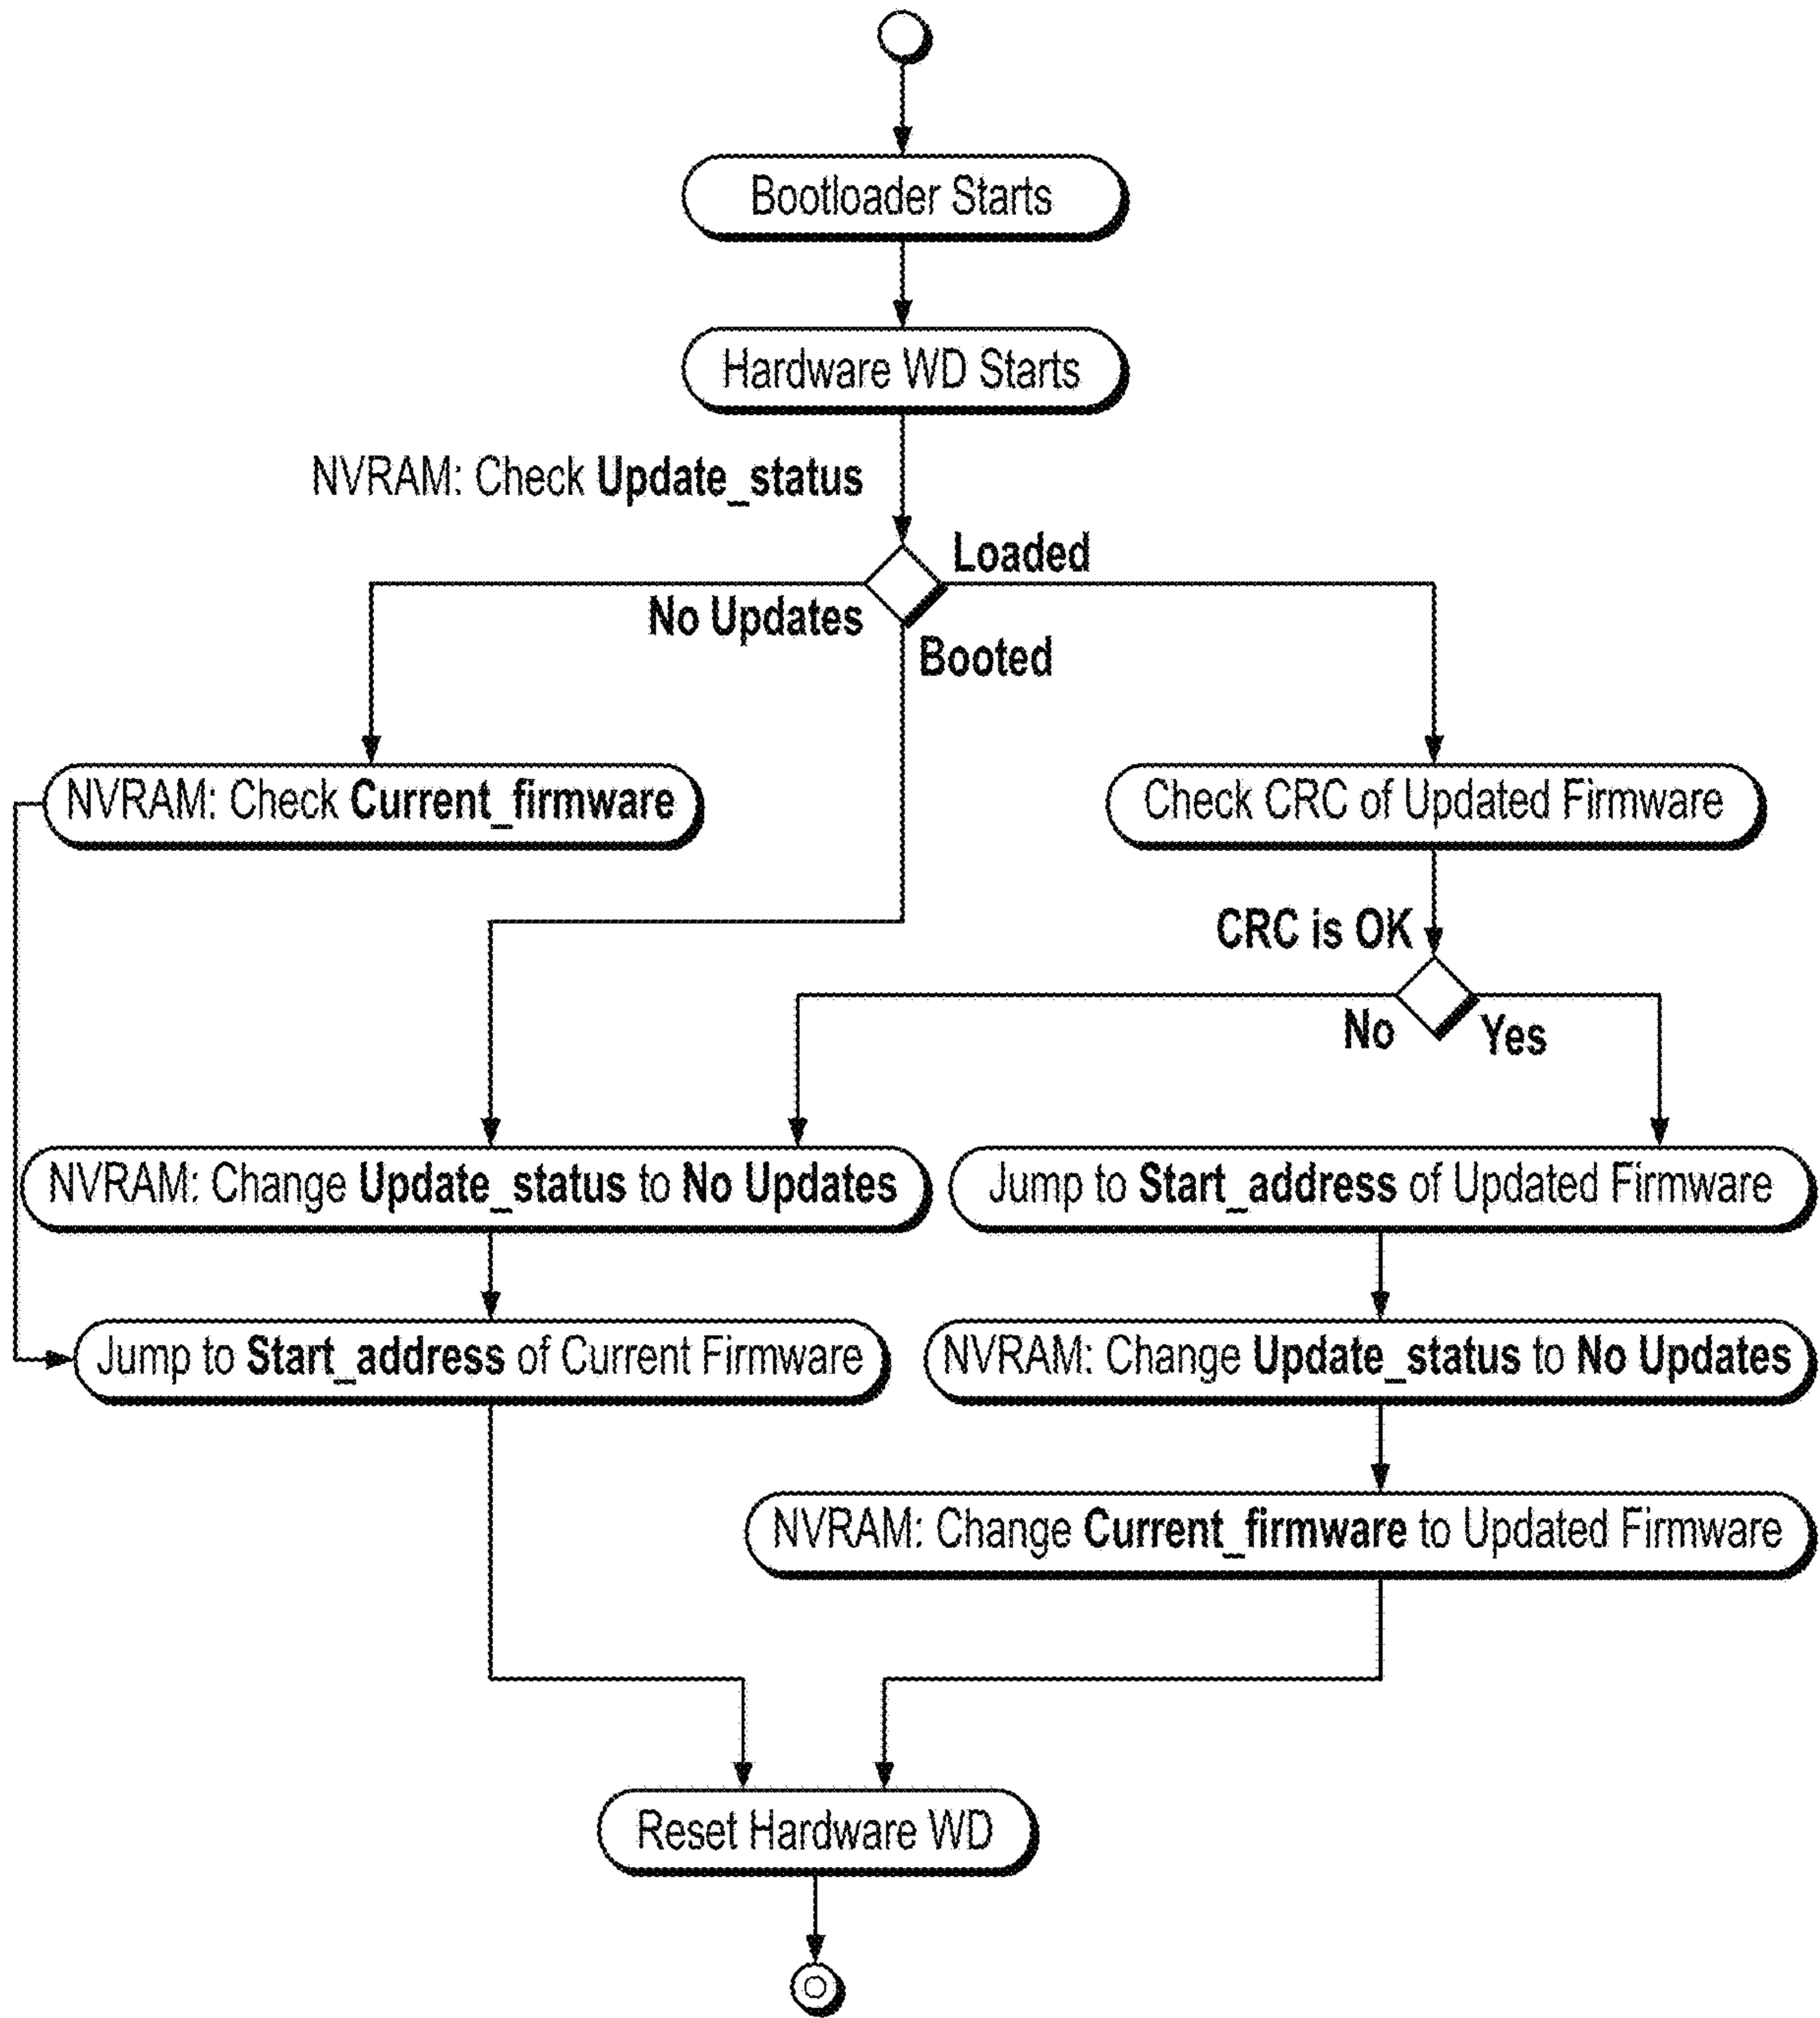 Bootloader Starts
Hardware WD Starts
NVRAM: Check Update_status
Loaded
No Updates
Booted
NVRAM: Check Current_firmware
Check CRC of Updated Firmware
CRC is OK
No
Yes
NVRAM: Change Update_status to No Updates
Jump to Start_address of Updated Firmware
Jump to Start_address of Current Firmware
NVRAM: Change Update_status to No Updates
NVRAM: Change Current_firmware to Updated Firmware
Reset Hardware WD